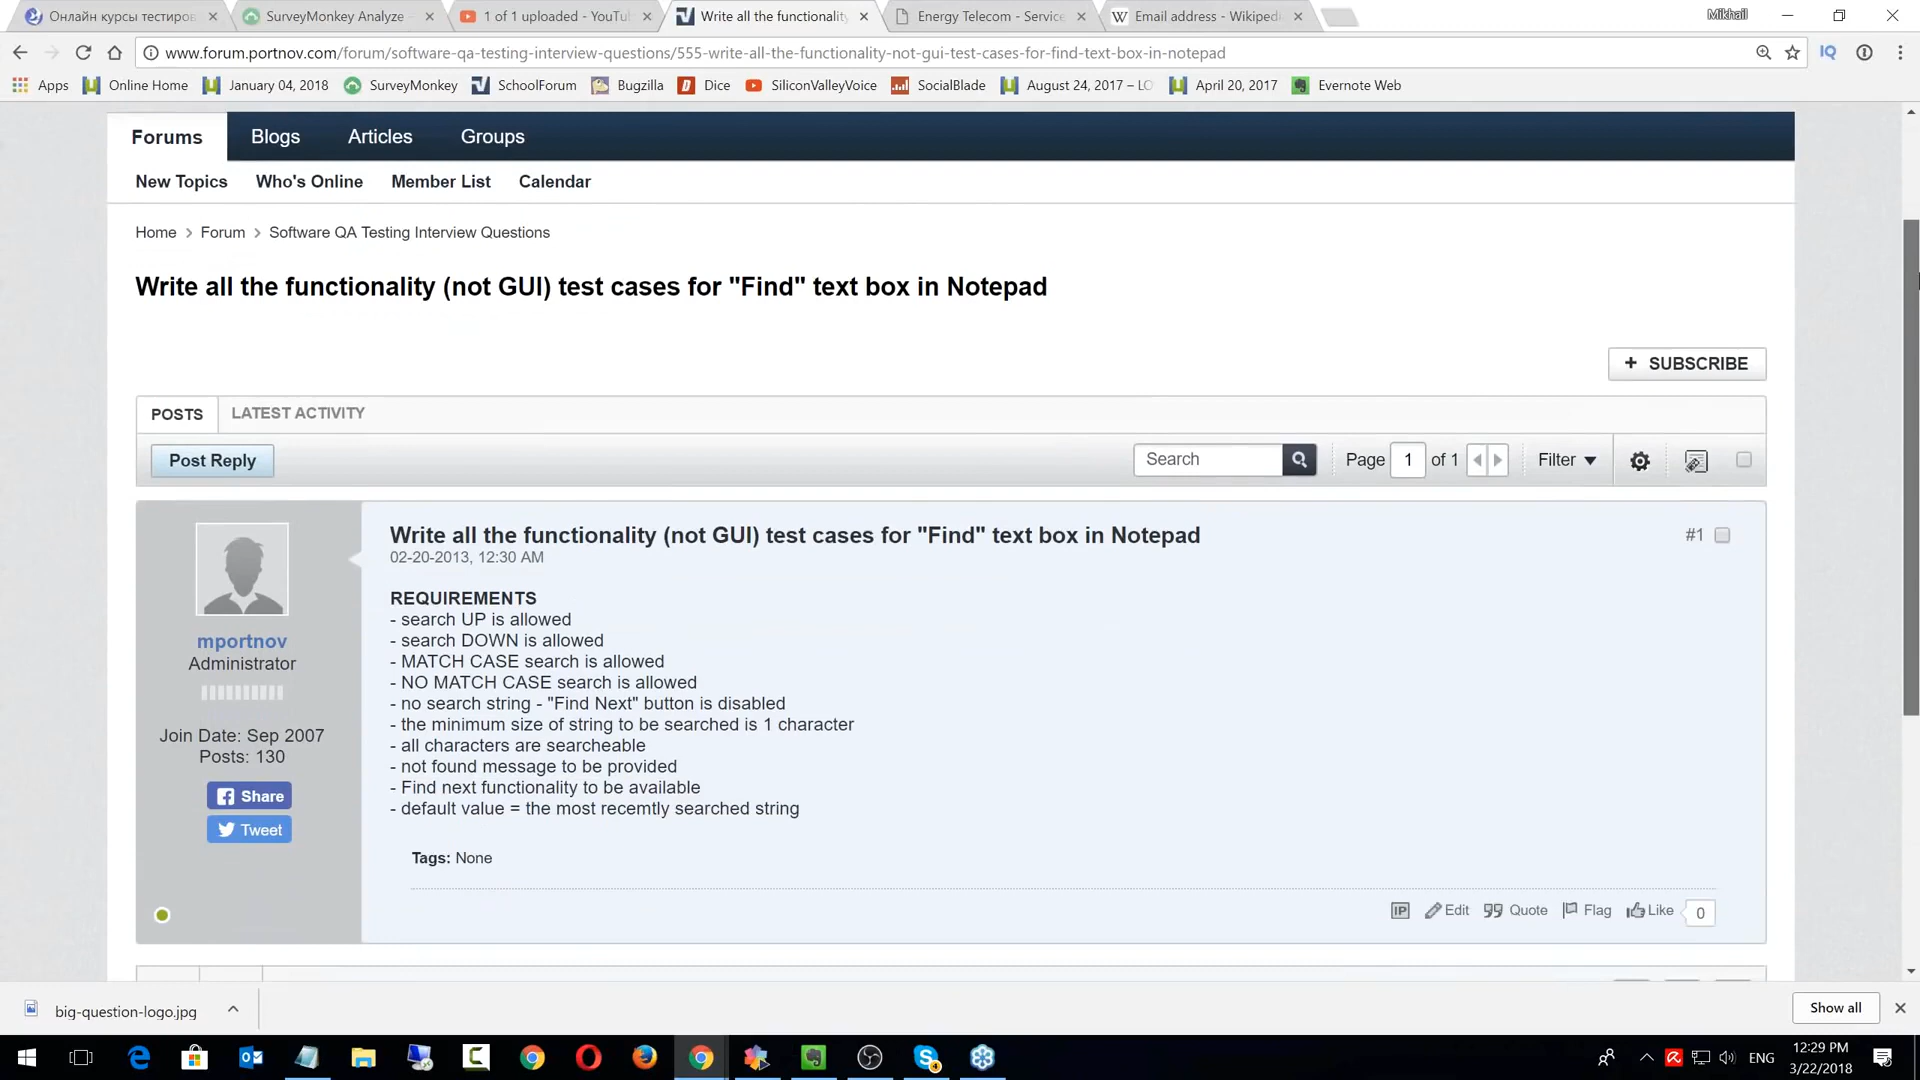 Онлайн курсы тестиров
SurveyMonkey Analyze
1 of 1 uploaded - YouTu
Write all the functionality
Energy Telecom - Service
Email address - Wikiped
Mikhail
www.forum.portnov.com/forum/software-qa-testing-interview-questions/555-write-all-the-functionality-not-gui-test-cases-for-find-text-box-in-notepad
Apps
Online Home
January 04, 2018
SurveyMonkey
SchoolForum
Bugzilla
Dice
SiliconValleyVoice
SocialBlade
August 24, 2017 – LO
April 20, 2017
Evernote Web
Forums
Blogs
Articles
Groups
New Topics
Who's Online
Member List
Calendar
Home > Forum > Software QA Testing Interview Questions
Write all the functionality (not GUI) test cases for "Find" text box in Notepad
+ SUBSCRIBE
POSTS
LATEST ACTIVITY
Post Reply
Search
Page 1 of 1
Filter
Write all the functionality (not GUI) test cases for "Find" text box in Notepad
#1
02-20-2013, 12:30 AM
mportnov
Administrator
Join Date: Sep 2007
Posts: 130
Share
Tweet
REQUIREMENTS
- search UP is allowed
- search DOWN is allowed
- MATCH CASE search is allowed
- NO MATCH CASE search is allowed
- no search string - "Find Next" button is disabled
- the minimum size of string to be searched is 1 character
- all characters are searcheable
- not found message to be provided
- Find next functionality to be available
- default value = the most recemtly searched string
Tags: None
IP
Edit
Quote
Flag
Like
0
big-question-logo.jpg
Show all
ENG
12:29 PM
3/22/2018